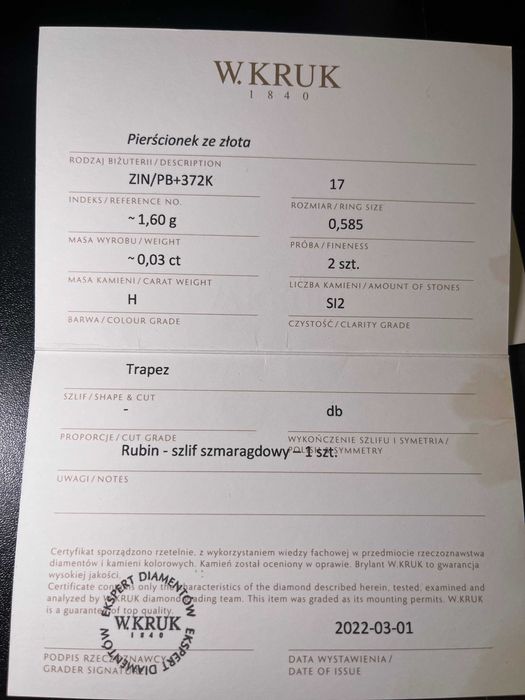 W.KRUK
1840
Pierścionek ze złota
RODZAJ BIŻUTERII / DESCRIPTION
ZIN/PB+372K
17
INDEKS / REFERENCE NO.
ROZMIAR / RING SIZE
~ 1,60 g
0,585
MASA WYROBU / WEIGHT
PRÓBA / FINENESS
~ 0,03 ct
2 szt.
MASA KAMIENI / CARAT WEIGHT
LICZBA KAMIENI / AMOUNT OF STONES
H
SI2
BARWA / COLOUR GRADE
CZYSTOŚĆ / CLARITY GRADE
Trapez
SZLIF / SHAPE & CUT
-
db
PROPORCJE / CUT GRADE
WYKOŃCZENIE SZLIFU I SYMETRIA /
SYMMETRY
Rubin - szlif szmaragdowy – 1 szt.
UWAGI / NOTES
Certyfikat sporządzono rzetelnie, z wykorzystaniem wiedzy fachowej w przedmiocie rzeczoznawstwa
diamentów i kamieni kolorowych. Kamień został oceniony w oprawie. Brylant W.KRUK to gwarancja
wysokiej jakości.
Certificate only the characteristics of the diamond described herein, tested, examined and
analyzed by KRUK diamond grading team. This item was graded as its mounting permits. W.KRUK
is a guarantee of top quality.
EKSPERT DIAMENTÓW EKSPERT DIAMENTÓW
W.KRUK
1840
2022-03-01
PODPIS RZECZOZNAWCY
GRADER SIGNATURE
DATA WYSTAWIENIA /
DATE OF ISSUE